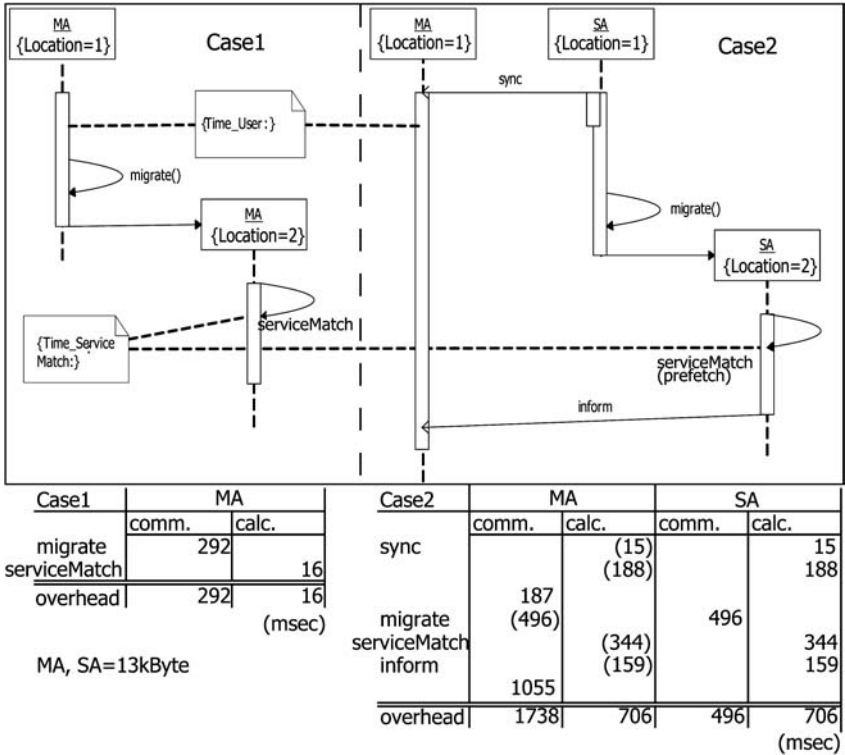 MA
{Location=1}
Case1
MA
{Location=1}
SA
{Location=1}
Case2
sync
{Time_User:}
migrate()
migrate()
MA
{Location=2}
SA
{Location=2}
serviceMatch
{Time_Service
Match:}
serviceMatch
(prefetch)
inform
Case1 MA
comm. calc.
migrate 292
serviceMatch 16
overhead 292 16
(msec)
MA, SA=13kByte
Case2 MA SA
comm. calc. comm. calc.
sync (15) 15
(188) 188
187
migrate (496) 496
serviceMatch (344) 344
inform (159) 159
1055
overhead 1738 706 496 706
(msec)